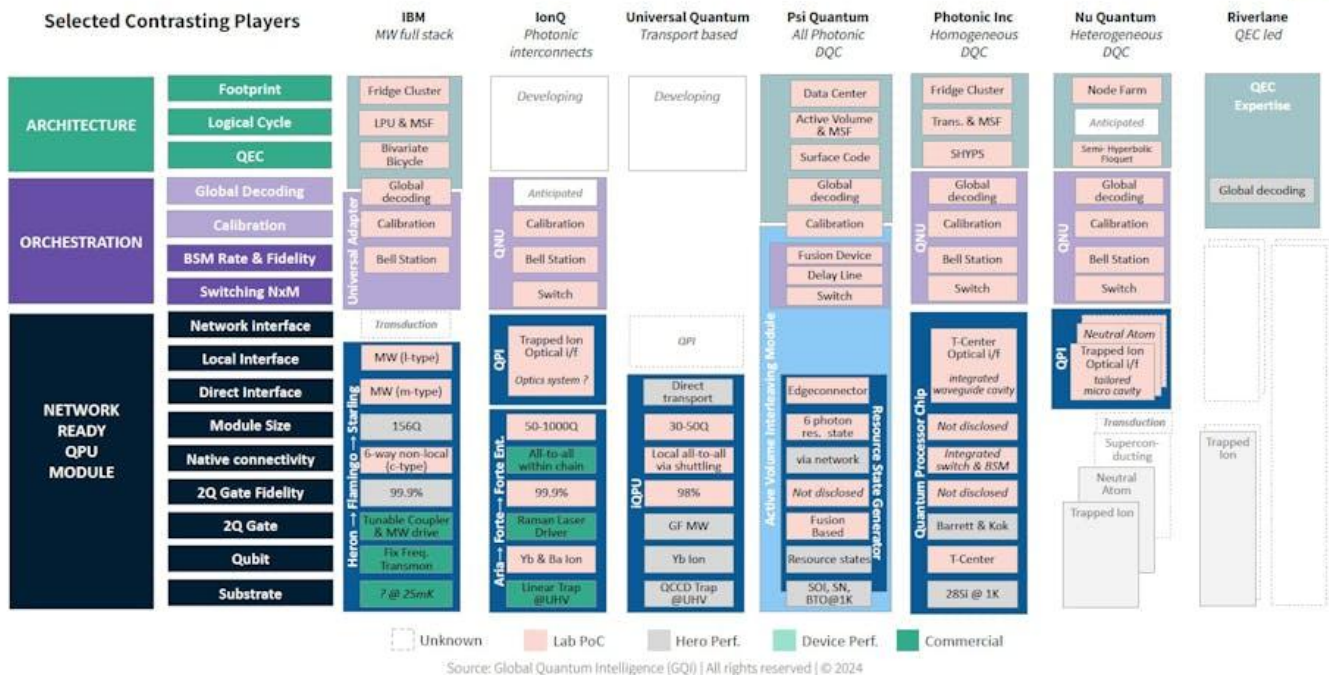 Selected Contrasting Players
IBM
MW full stack
IonQ
Photonic
interconnects
Universal Quantum
Transport based
Psi Quantum
All Photonic
DQC
Photonic Inc
Homogeneous
DQC
Nu Quantum
Heterogeneous
DQC
Riverlane
QEC led
ARCHITECTURE
Footprint
Logical Cycle
QEC
Fridge Cluster
LPU & MSF
Bivariate
Bicycle
Developing
Developing
Data Center
Active Volume
& MSF
Surface Code
Fridge Cluster
Trans. & MSF
SHYPS
Node Farm
Anticipated
Semi- Hyperbolic
Floquet
QEC
Expertise
ORCHESTRATION
Global Decoding
Calibration
BSM Rate & Fidelity
Switching NxM
Universal Adapter
Global
decoding
Calibration
Bell Station
QNU
Anticipated
Calibration
Bell Station
Switch
Global
decoding
Calibration
Fusion Device
Delay Line
Switch
QNU
Global
decoding
Calibration
Bell Station
Switch
QNU
Global
decoding
Calibration
Bell Station
Switch
Global decoding
NETWORK
READY
QPU
MODULE
Network interface
Local Interface
Direct Interface
Module Size
Native connectivity
2Q Gate Fidelity
2Q Gate
Qubit
Substrate
Transduction
Heron → Flamingo → Starling
MW (l-type)
MW (m-type)
156Q
6-way non-local
(c-type)
99.9%
Tunable Coupler
& MW drive
Fix Freq.
Transmon
? @ 25mK
QPI
Trapped Ion
Optical i/f
Optics system ?
Aria → Forte → Forte Ent.
50-1000Q
All-to-all
within chain
99.9%
Raman Laser
Driver
Yb & Ba Ion
Linear Trap
@UHV
QPI
iQPU
Direct
transport
30-50Q
Local all-to-all
via shuttling
98%
GF MW
Yb Ion
QCCD Trap
@UHV
Active Volume Interleaving Module
Resource State Generator
Edgeconnector
6 photon
res. state
via network
Not disclosed
Fusion
Based
Resource states
SOI, SN,
BTO@1K
Quantum Processor Chip
T-Center
Optical i/f
integrated
waveguide cavity
Not disclosed
Integrated
switch & BSM
Not disclosed
Barrett & Kok
T-Center
28Si @ 1K
QPI
Neutral Atom
Trapped Ion
Optical i/f
tailored
micro cavity
Transduction
Supercon-
ducting
Neutral
Atom
Trapped Ion
Trapped
Ion
Unknown
Lab PoC
Hero Perf.
Device Perf.
Commercial
Source: Global Quantum Intelligence (GQI) | All rights reserved | © 2024